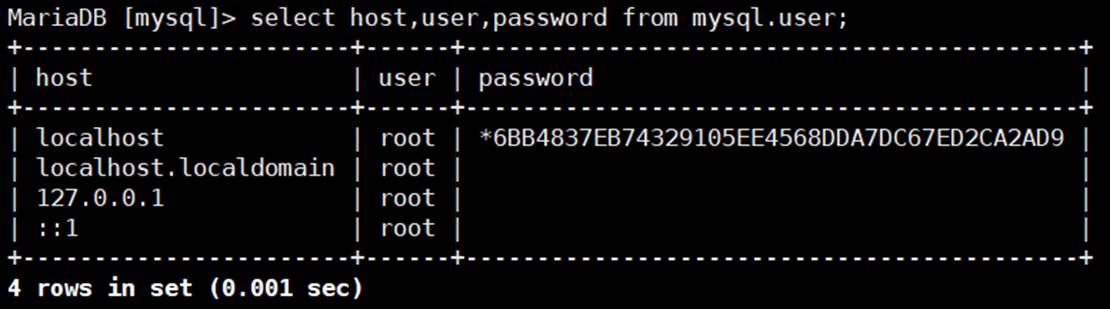 MariaDB [mysql]> select host,user,password from mysql.user;
+-----------------------+------+-------------------------------------------+
| host                  | user | password                                  |
+-----------------------+------+-------------------------------------------+
| localhost             | root | *6BB4837EB74329105EE4568DDA7DC67ED2CA2AD9 |
| localhost.localdomain | root |                                           |
| 127.0.0.1             | root |                                           |
| ::1                   | root |                                           |
+-----------------------+------+-------------------------------------------+
4 rows in set (0.001 sec)